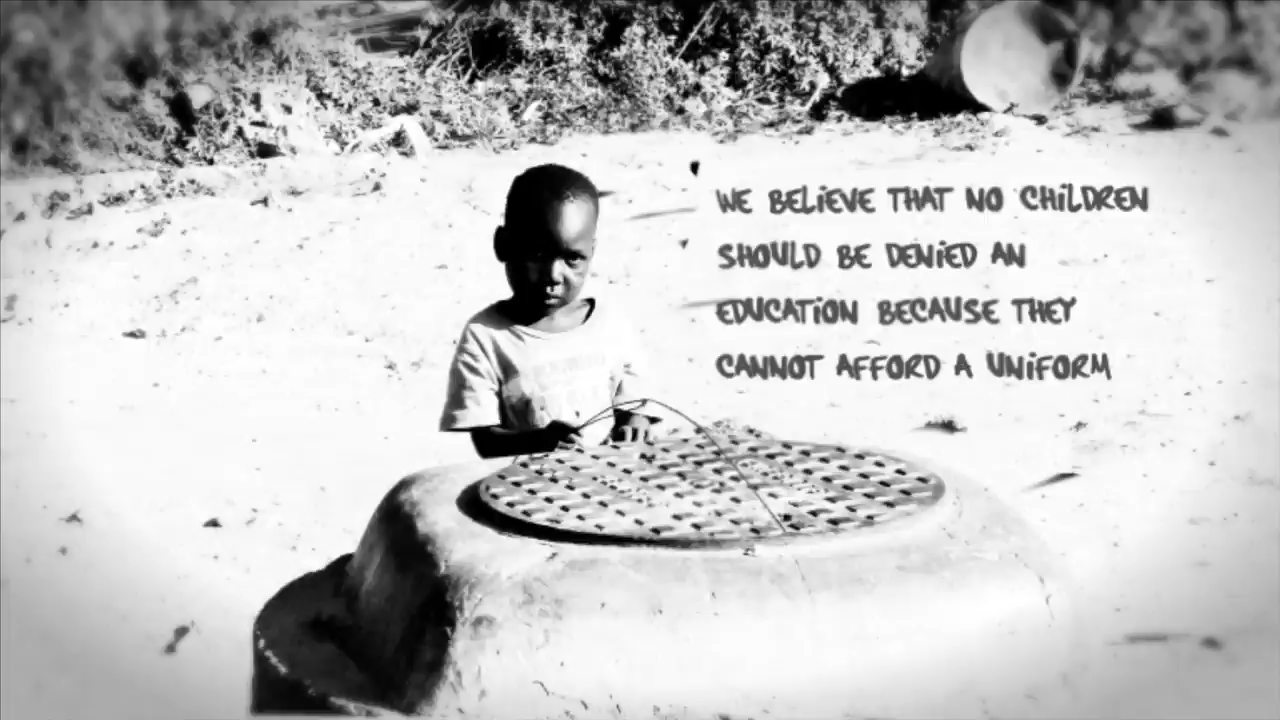 WE BELiEVE THAT NO CHiLDREN
SHOULD BE DENiED AN
EDUCATiON BECAUSE THEY
CANNOT AFFORD A UNiFORM